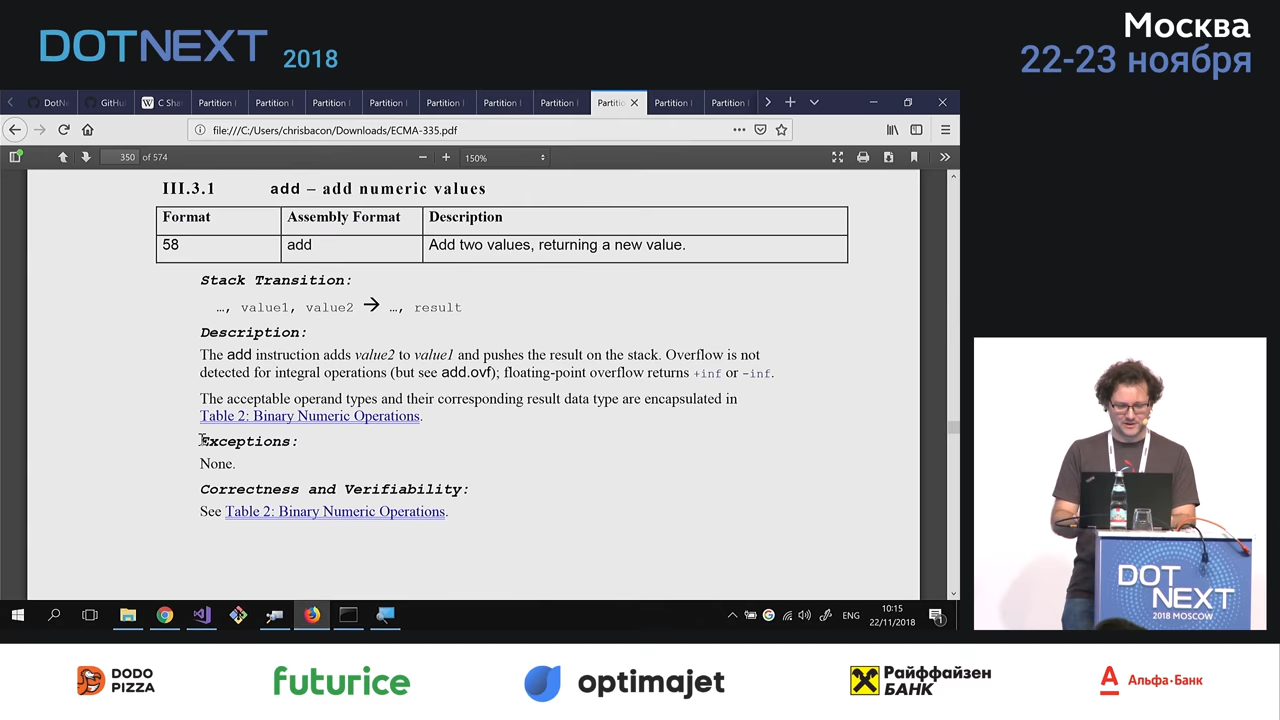 DOTNEXT 2018
Москва
22-23 ноября
DotNe
GitHub
W C Sha
Partition
Partition
Partition
Partition
Partition
Partition
Partition
Partitio
Partition
Partition
file:///C:/Users/chrisbacon/Downloads/ECMA-335.pdf
350 of 574
150%
III.3.1 add – add numeric values
Format Assembly Format Description
58 add Add two values, returning a new value.
Stack Transition:
…, value1, value2 → …, result
Description:
The add instruction adds value2 to value1 and pushes the result on the stack. Overflow is not
detected for integral operations (but see add.ovf); floating-point overflow returns +inf or -inf.
The acceptable operand types and their corresponding result data type are encapsulated in
Table 2: Binary Numeric Operations.
Exceptions:
None.
Correctness and Verifiability:
See Table 2: Binary Numeric Operations.
ENG
10:15
22/11/2018
1
DOT
NEXT
2018 MOSCOW
DODO
PIZZA
futurice
optimajet
Райффайзен
БАНК
А
Альфа·Банк